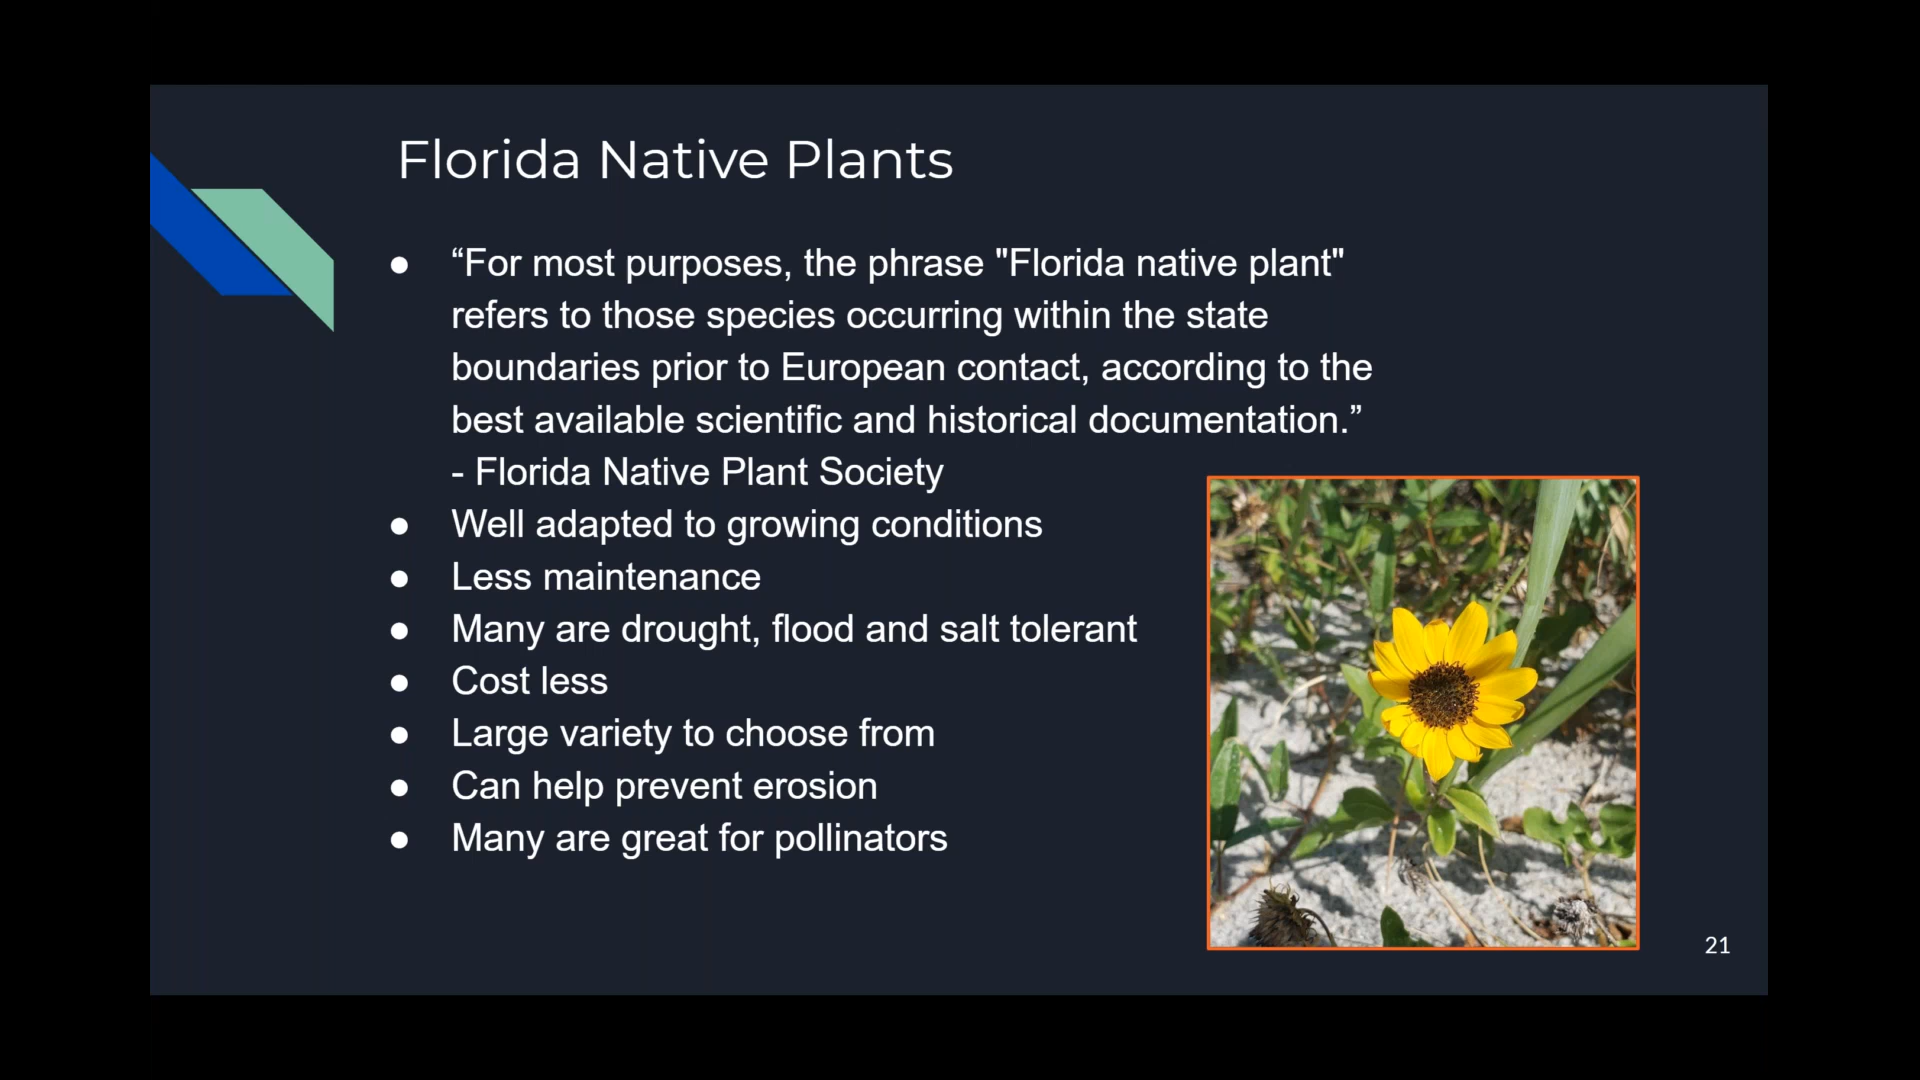 Florida Native Plants
● “For most purposes, the phrase "Florida native plant"
refers to those species occurring within the state
boundaries prior to European contact, according to the
best available scientific and historical documentation.”
- Florida Native Plant Society
● Well adapted to growing conditions
● Less maintenance
● Many are drought, flood and salt tolerant
● Cost less
● Large variety to choose from
● Can help prevent erosion
● Many are great for pollinators
21